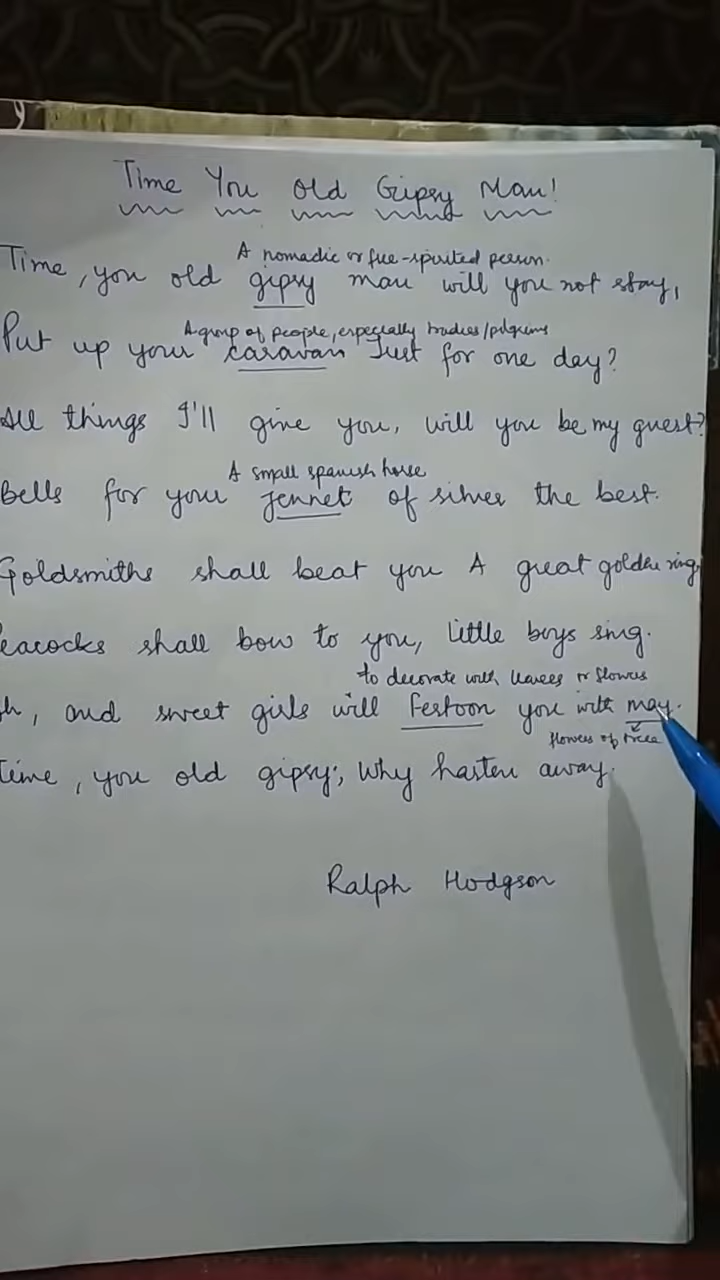 Time You Old Gipsy Man!
A nomadic or free-spirited person.
Time, you old gipsy man will you not stay,
A group of people, especially trades/pilgrims
Put up your caravan Just for one day?
All things I'll give you, will you be my guest?
A small spanish horse
Bells for your jennet of silver the best.
Goldsmiths shall beat you A great golden ring,
eacocks shall bow to you, little boys sing.
to decorate with leaves or flowers
h, and sweet girls will Festoon you with may.
flowers of tree
Time, you old gipsy, Why hasten away.
Ralph Hodgson